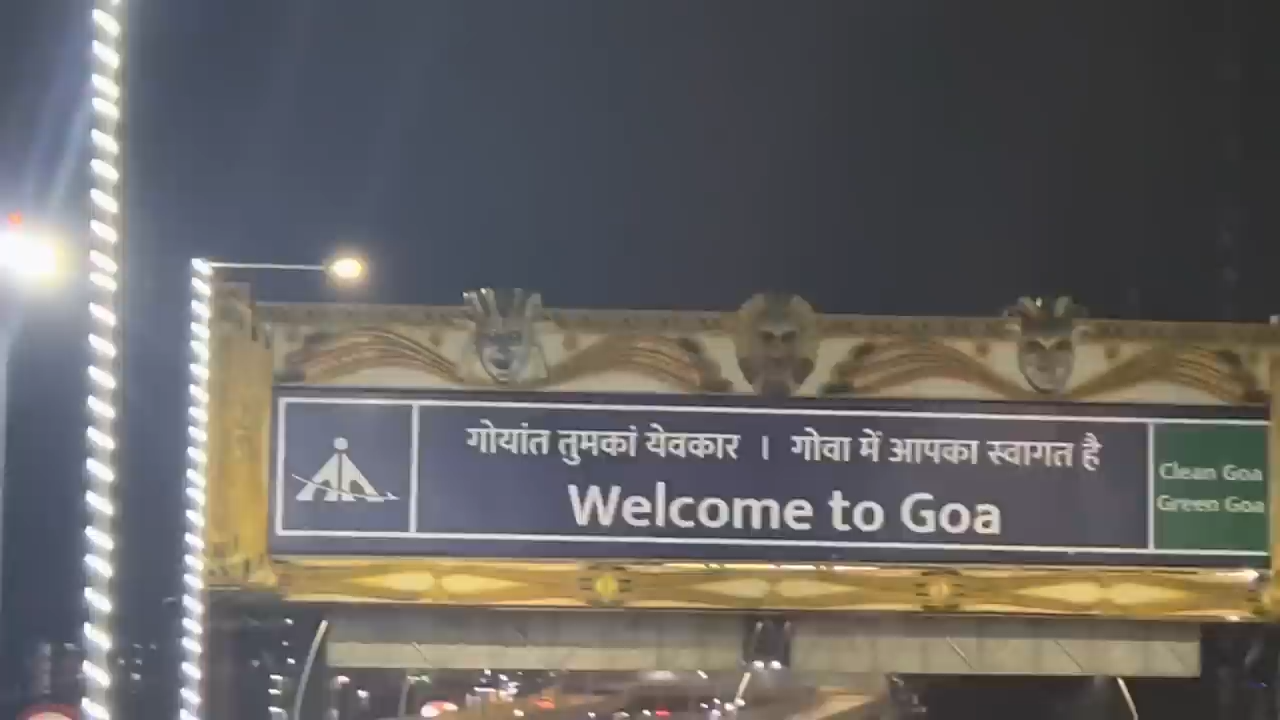 गोयांत तुमकां येवकार । गोवा में आपका स्वागत है
Welcome to Goa
Clean Goa
Green Goa